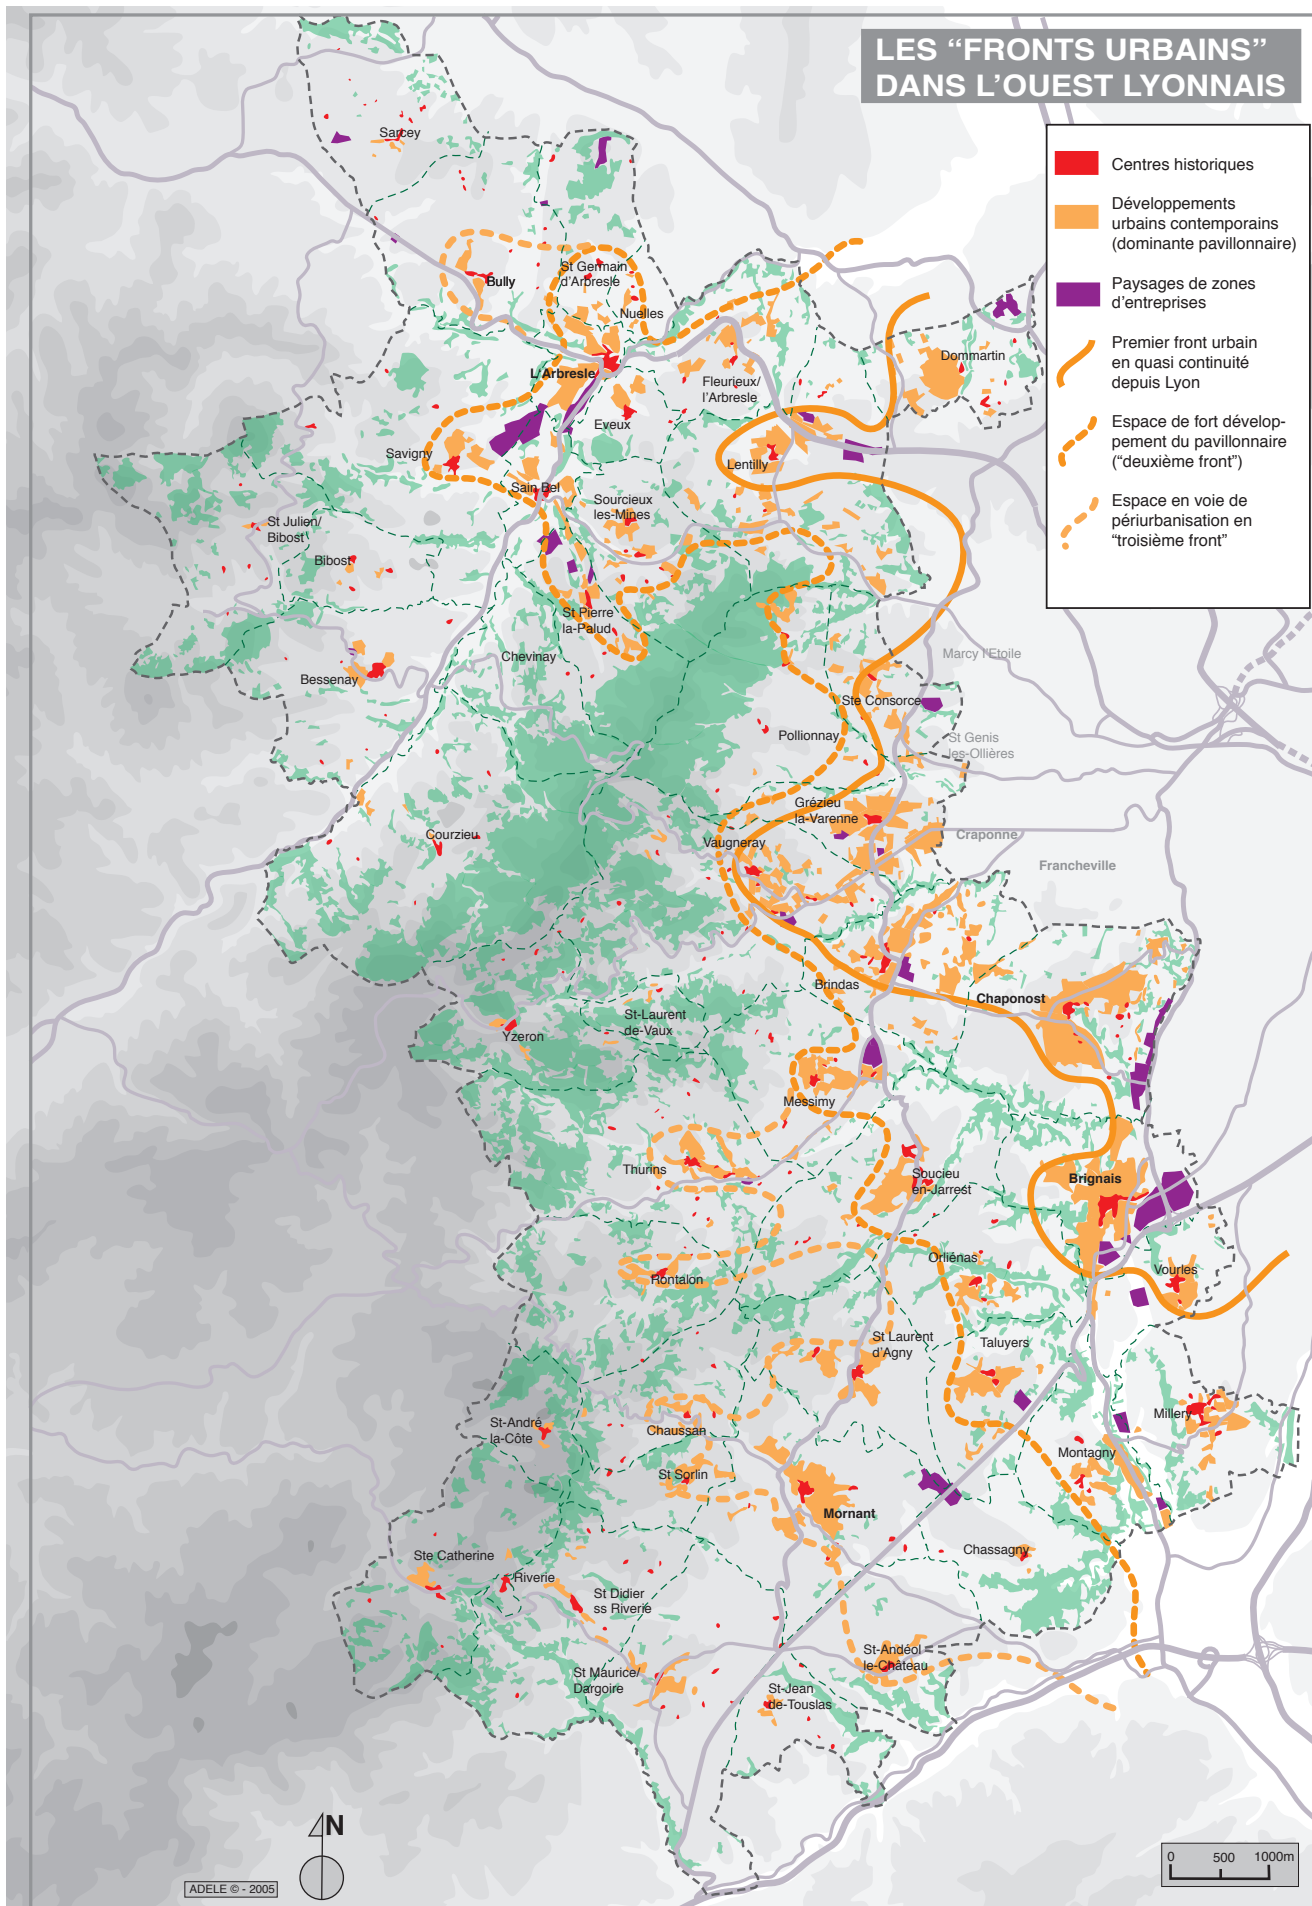 LES “FRONTS URBAINS”
DANS L’OUEST LYONNAIS
Centres historiques
Développements
urbains contemporains
(dominante pavillonnaire)
Paysages de zones
d’entreprises
Premier front urbain
en quasi continuité
depuis Lyon
Espace de fort dévelop-
pement du pavillonnaire
(“deuxième front”)
Espace en voie de
périurbanisation en
“troisième front”
Sarcey
Bully
St Germain
d’Arbresle
Nuelles
L’Arbresle
Dommartin
Fleurieux/
l’Arbresle
Eveux
Savigny
Lentilly
Sain Bel
Sourcieux
les-Mines
St Julien/
Bibost
Bibost
St Pierre
la-Palud
Chevinay
Bessenay
Marcy l’Etoile
Ste Consorce
Pollionnay
St Genis
les-Ollières
Grézieu
la-Varenne
Courzieu
Vaugneray
Craponne
Francheville
Brindas
Chaponost
St-Laurent
de-Vaux
Yzeron
Messimy
Thurins
Soucieu
en-Jarrest
Brignais
Orliénas
Vourles
Rontalon
St Laurent
d’Agny
Taluyers
Millery
St-André
la-Côte
Chaussan
Montagny
St Sorlin
Mornant
Chassagny
Ste Catherine
Riverie
St Didier
ss Riverie
St-Andéol
le-Château
St Maurice/
Dargoire
St-Jean
de-Touslas
N
ADELE © - 2005
0 500 1000m